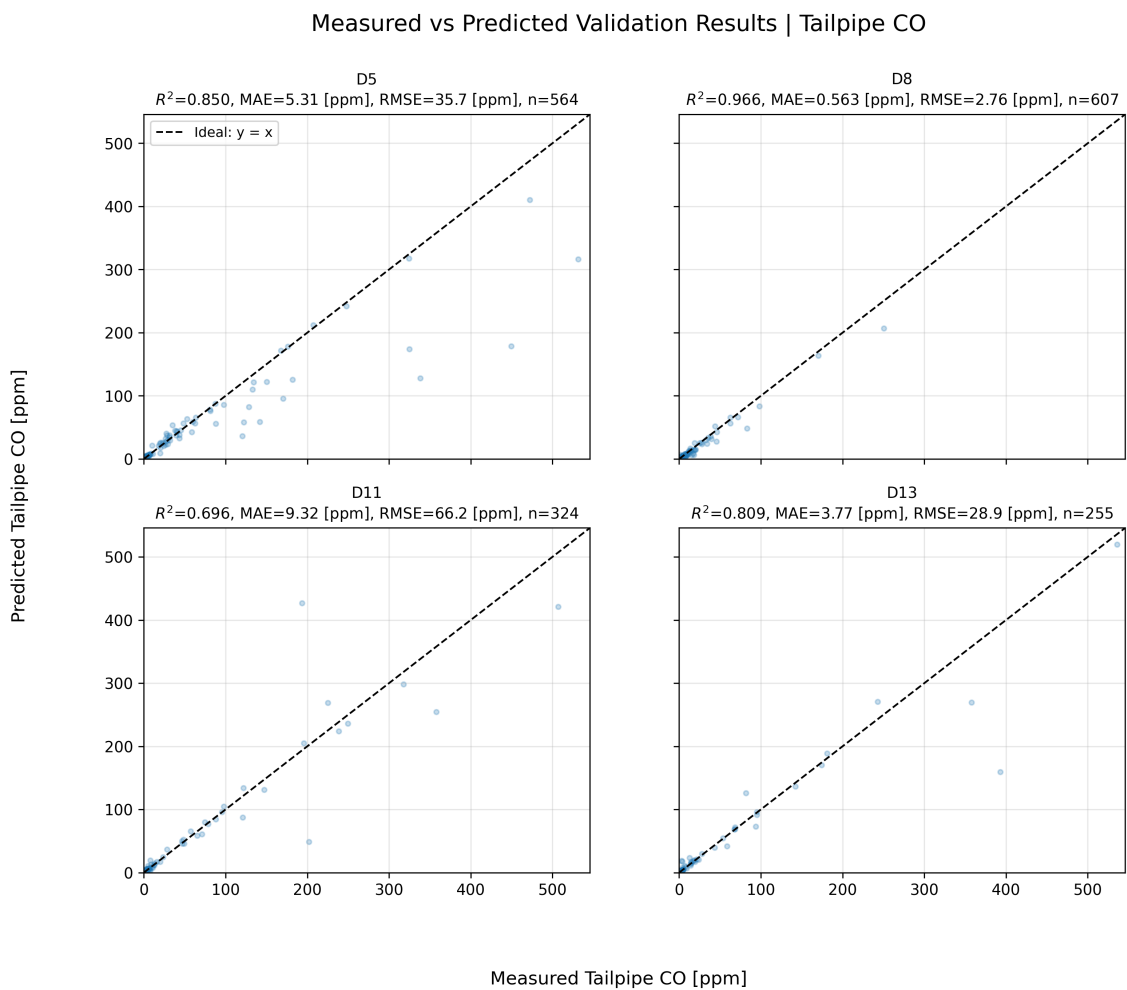 Measured vs Predicted Validation Results | Tailpipe CO
D5
R²=0.850, MAE=5.31 [ppm], RMSE=35.7 [ppm], n=564
Ideal: y = x
500
400
300
200
100
0
D8
R²=0.966, MAE=0.563 [ppm], RMSE=2.76 [ppm], n=607
D11
R²=0.696, MAE=9.32 [ppm], RMSE=66.2 [ppm], n=324
500
400
300
200
100
0
0 100 200 300 400 500
D13
R²=0.809, MAE=3.77 [ppm], RMSE=28.9 [ppm], n=255
0 100 200 300 400 500
Predicted Tailpipe CO [ppm]
Measured Tailpipe CO [ppm]